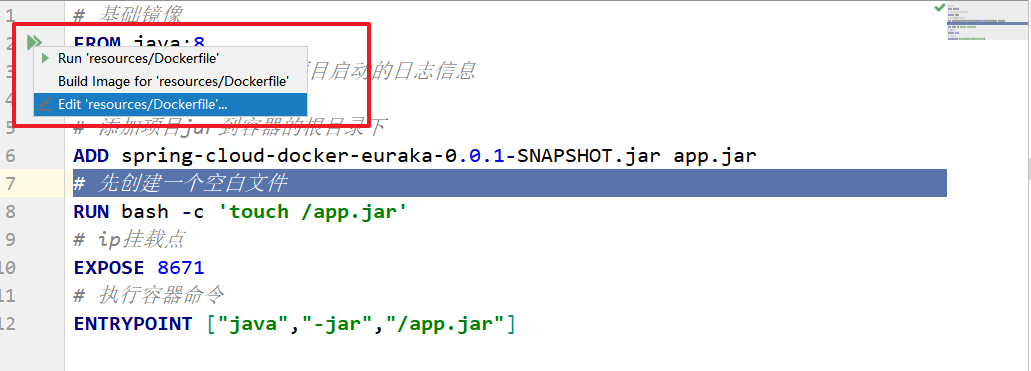 1 # 基础镜像
2 FROM java:8
Run 'resources/Dockerfile'
3 目启动的日志信息
Build Image for 'resources/Dockerfile'
Edit 'resources/Dockerfile'...
5 # 添加项目jar到容器的根目录下
6 ADD spring-cloud-docker-euraka-0.0.1-SNAPSHOT.jar app.jar
7 # 先创建一个空白文件
8 RUN bash -c 'touch /app.jar'
9 # ip挂载点
10 EXPOSE 8671
11 # 执行容器命令
12 ENTRYPOINT ["java","-jar","/app.jar"]